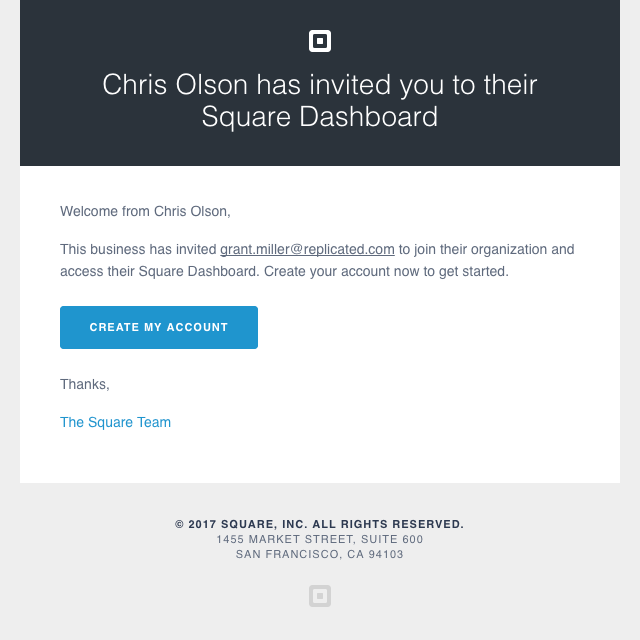 Chris Olson has invited you to their
Square Dashboard
Welcome from Chris Olson,
This business has invited grant.miller@replicated.com to join their organization and
access their Square Dashboard. Create your account now to get started.
CREATE MY ACCOUNT
Thanks,
The Square Team
© 2017 SQUARE, INC. ALL RIGHTS RESERVED.
1455 MARKET STREET, SUITE 600
SAN FRANCISCO, CA 94103